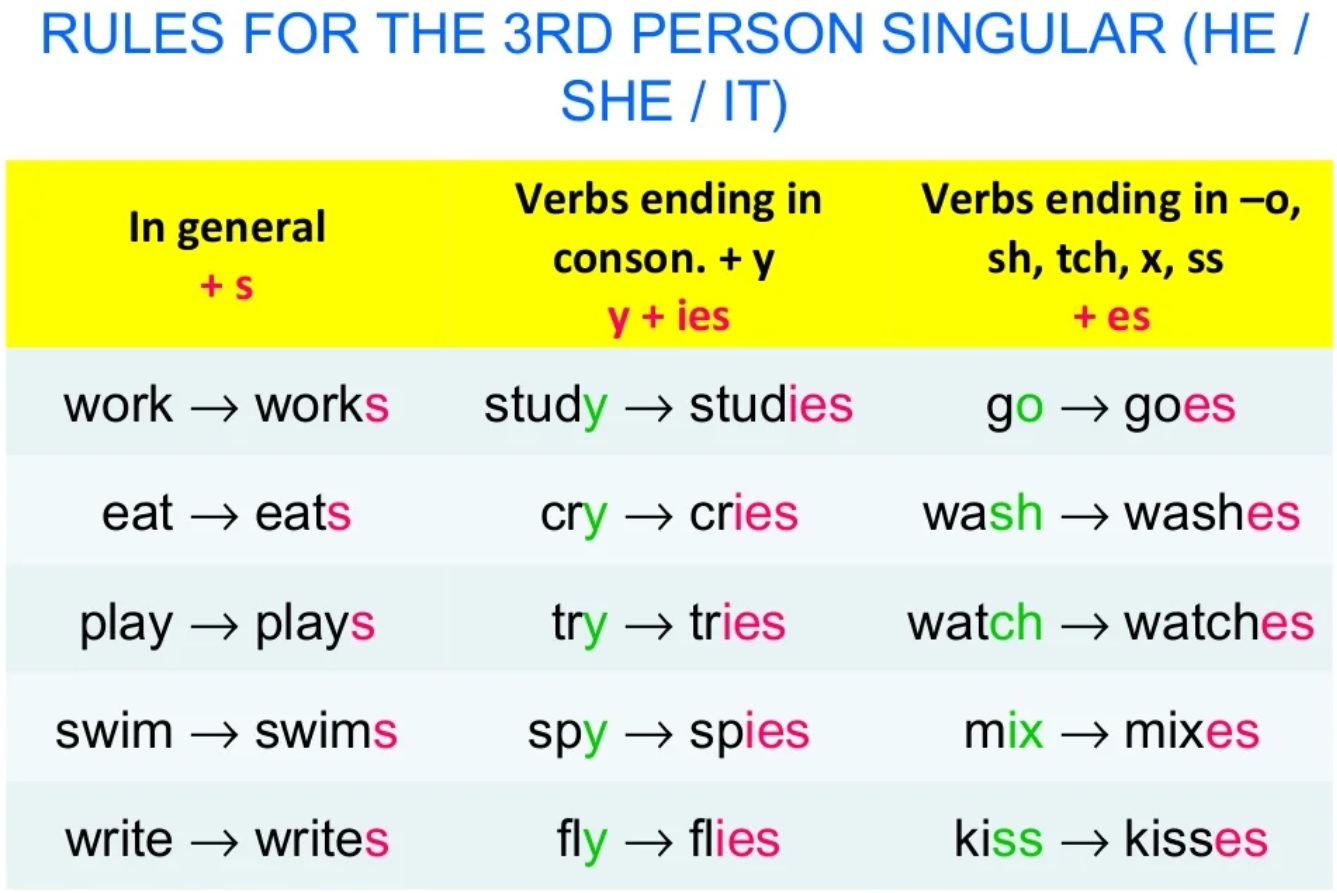 RULES FOR THE 3RD PERSON SINGULAR (HE /
SHE / IT)
In general
+ s
Verbs ending in
conson. + y
y + ies
Verbs ending in –o,
sh, tch, x, ss
+ es
work → works
study → studies
go → goes
eat → eats
cry → cries
wash → washes
play → plays
try → tries
watch → watches
swim → swims
spy → spies
mix → mixes
write → writes
fly → flies
kiss → kisses